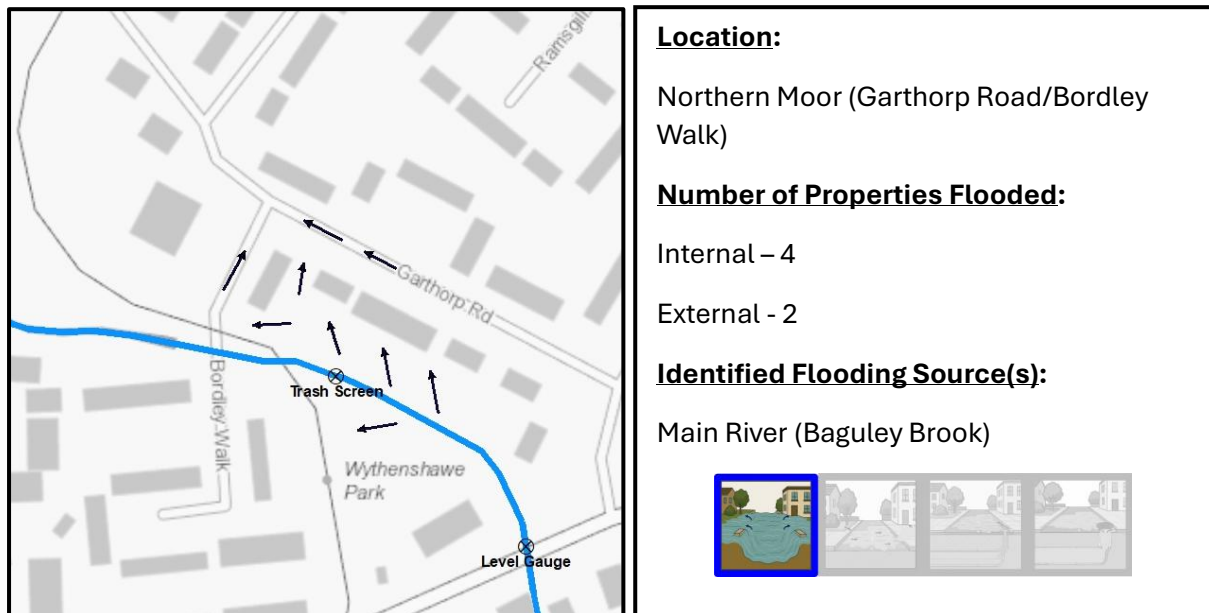 Ramsgill
Garthorp Rd
Trash Screen
Bordley Walk
Wythenshawe
Park
Level Gauge
Location:
Northern Moor (Garthorp Road/Bordley
Walk)
Number of Properties Flooded:
Internal – 4
External - 2
Identified Flooding Source(s):
Main River (Baguley Brook)